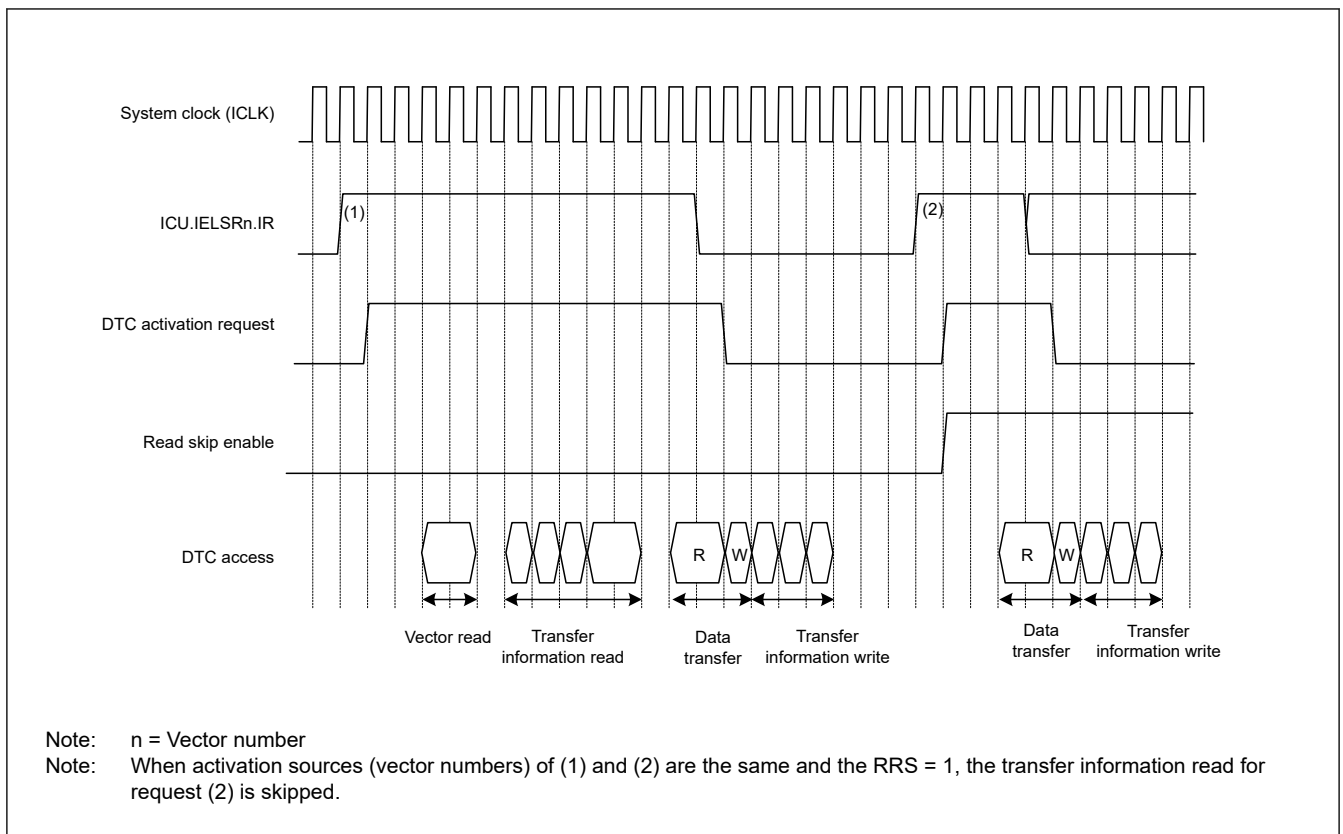 System clock (ICLK)
ICU.IELSRn.IR
(1)
(2)
DTC activation request
Read skip enable
DTC access
R
W
R
W
Vector read
Transfer
information read
Data
transfer
Transfer
information write
Data
transfer
Transfer
information write
Note: n = Vector number
Note: When activation sources (vector numbers) of (1) and (2) are the same and the RRS = 1, the transfer information read for
request (2) is skipped.